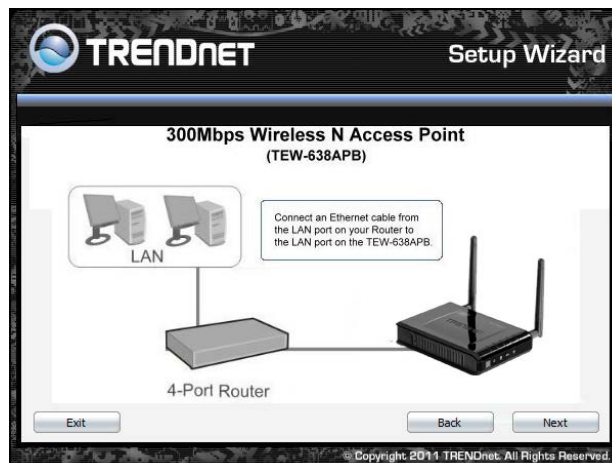 TRENDNET
Setup Wizard
300Mbps Wireless N Access Point
(TEW-638APB)
Connect an Ethernet cable from
the LAN port on your Router to
the LAN port on the TEW-638APB.
LAN
TRENDNET
4-Port Router
Exit
Back
Next
© Copyright 2011 TRENDnet. All Rights Reserved.